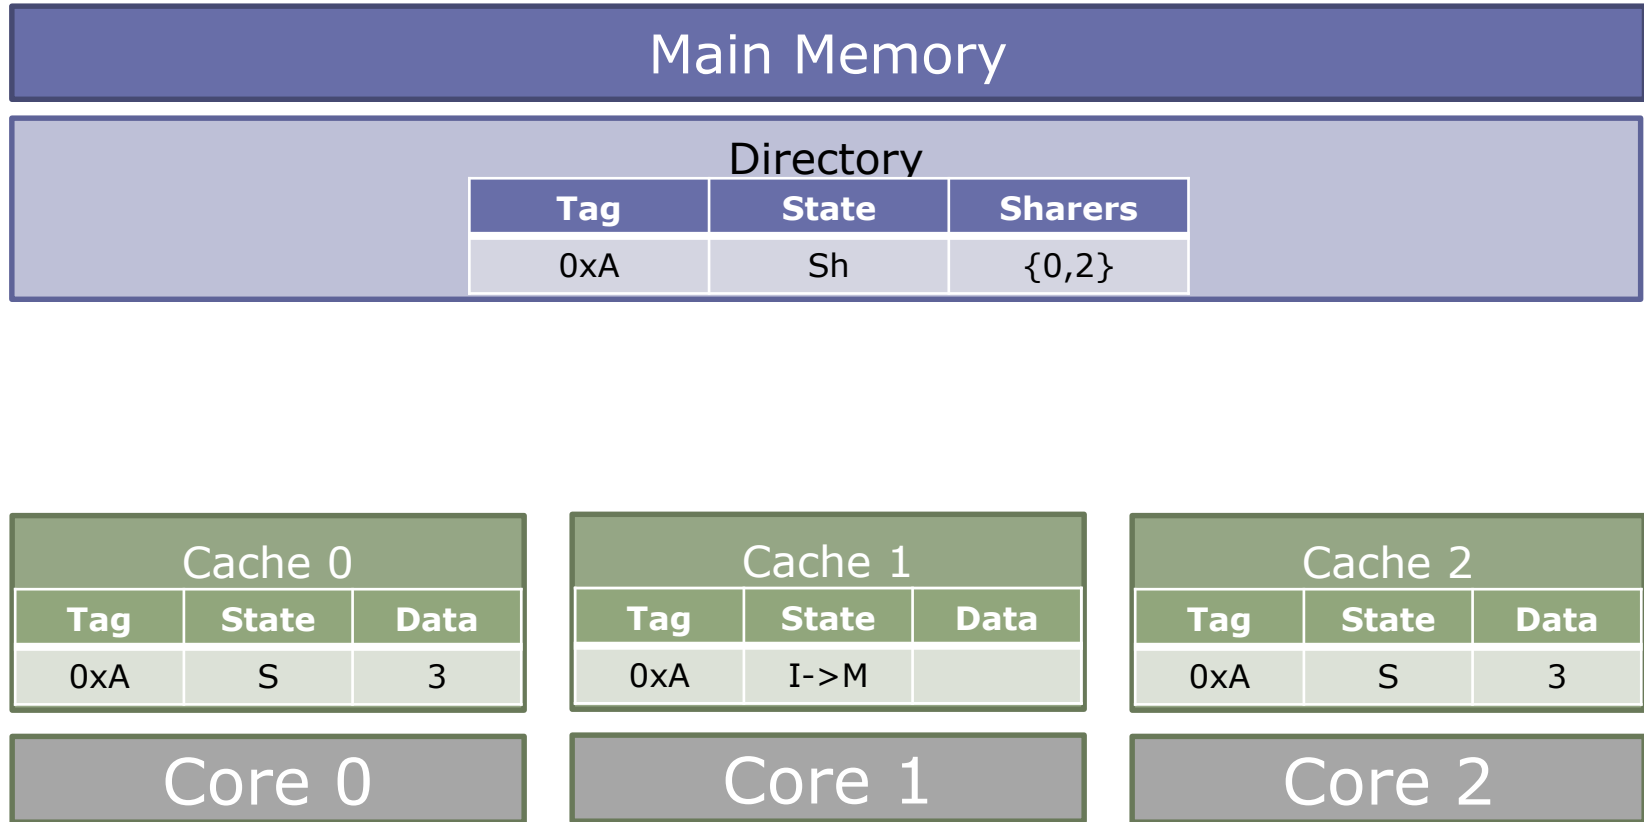 Main Memory
Directory
Tag State Sharers
0xA Sh {0,2}
Cache 0
Tag State Data
0xA S 3
Core 0
Cache 1
Tag State Data
0xA I->M
Core 1
Cache 2
Tag State Data
0xA S 3
Core 2